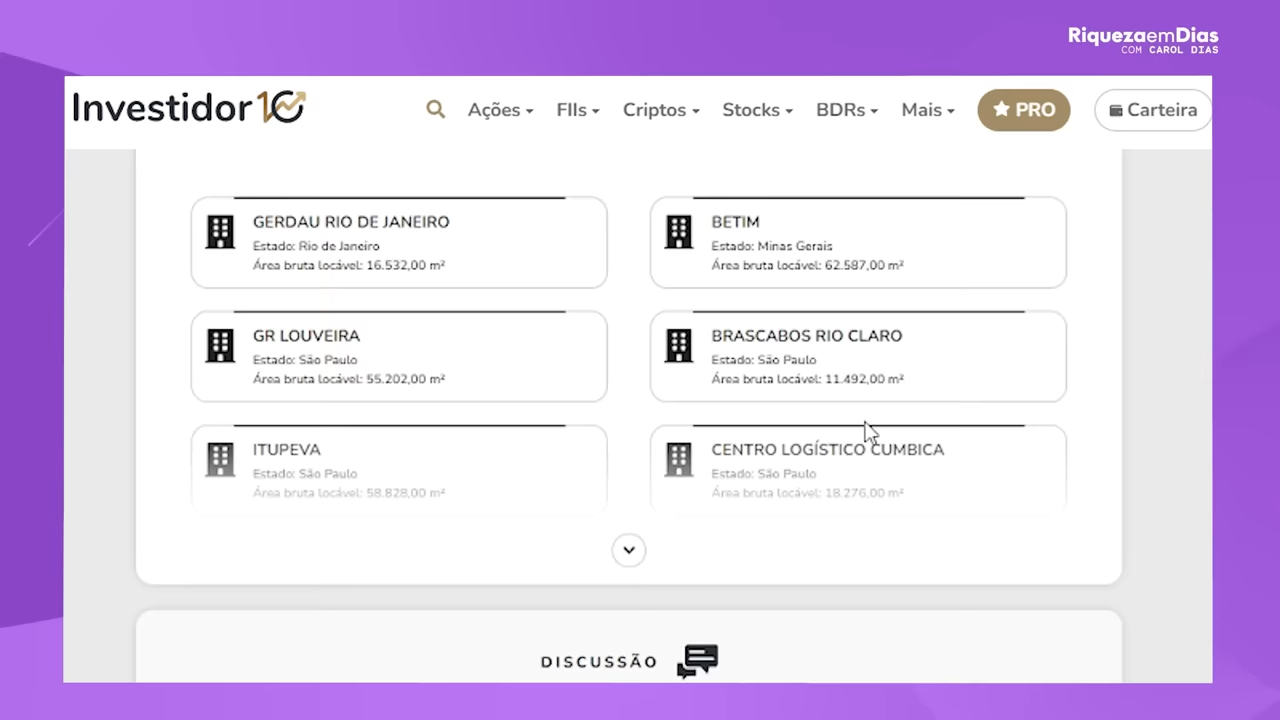 RiquezaemDias
COM CAROL DIAS
Investidor 10
Ações
FIIs
Criptos
Stocks
BDRs
Mais
PRO
Carteira
GERDAU RIO DE JANEIRO
Estado: Rio de Janeiro
Área bruta locável: 16.532,00 m²
BETIM
Estado: Minas Gerais
Área bruta locável: 62.587,00 m²
GR LOUVEIRA
Estado: São Paulo
Área bruta locável: 55.202,00 m²
BRASCABOS RIO CLARO
Estado: São Paulo
Área bruta locável: 11.492,00 m²
ITUPEVA
Estado: São Paulo
Área bruta locável: 58.828,00 m²
CENTRO LOGÍSTICO CUMBICA
Estado: São Paulo
Área bruta locável: 18.276,00 m²
DISCUSSÃO